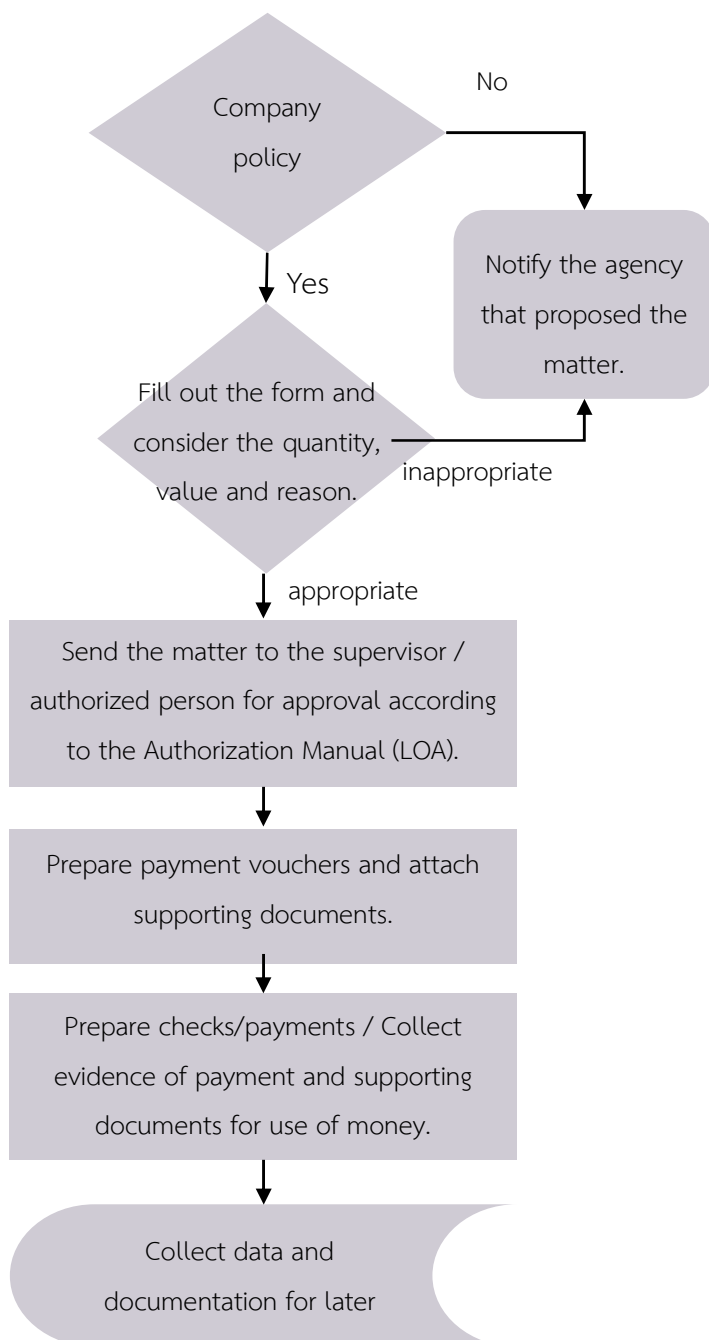 Company
policy
No
Notify the agency
that proposed the
matter.
Yes
Fill out the form and
consider the quantity,
value and reason.
inappropriate
appropriate
Send the matter to the supervisor /
authorized person for approval according
to the Authorization Manual (LOA).
Prepare payment vouchers and attach
supporting documents.
Prepare checks/payments / Collect
evidence of payment and supporting
documents for use of money.
Collect data and
documentation for later